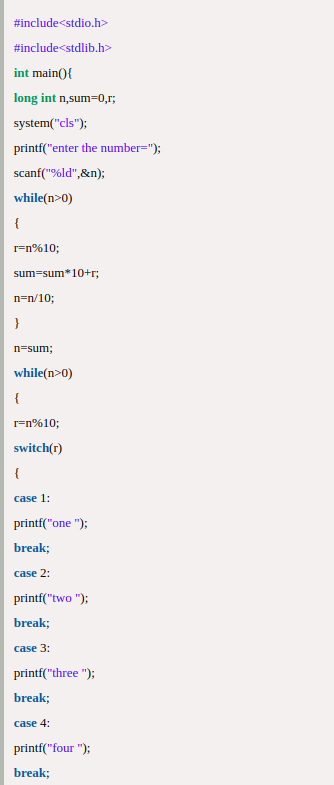 #include<stdio.h>
#include<stdlib.h>
int main(){
long int n,sum=0,r;
system("cls");
printf("enter the number=");
scanf("%ld",&n);
while(n>0)
{
r=n%10;
sum=sum*10+r;
n=n/10;
}
n=sum;
while(n>0)
{
r=n%10;
switch(r)
{
case 1:
printf("one ");
break;
case 2:
printf("two ");
break;
case 3:
printf("three ");
break;
case 4:
printf("four ");
break;